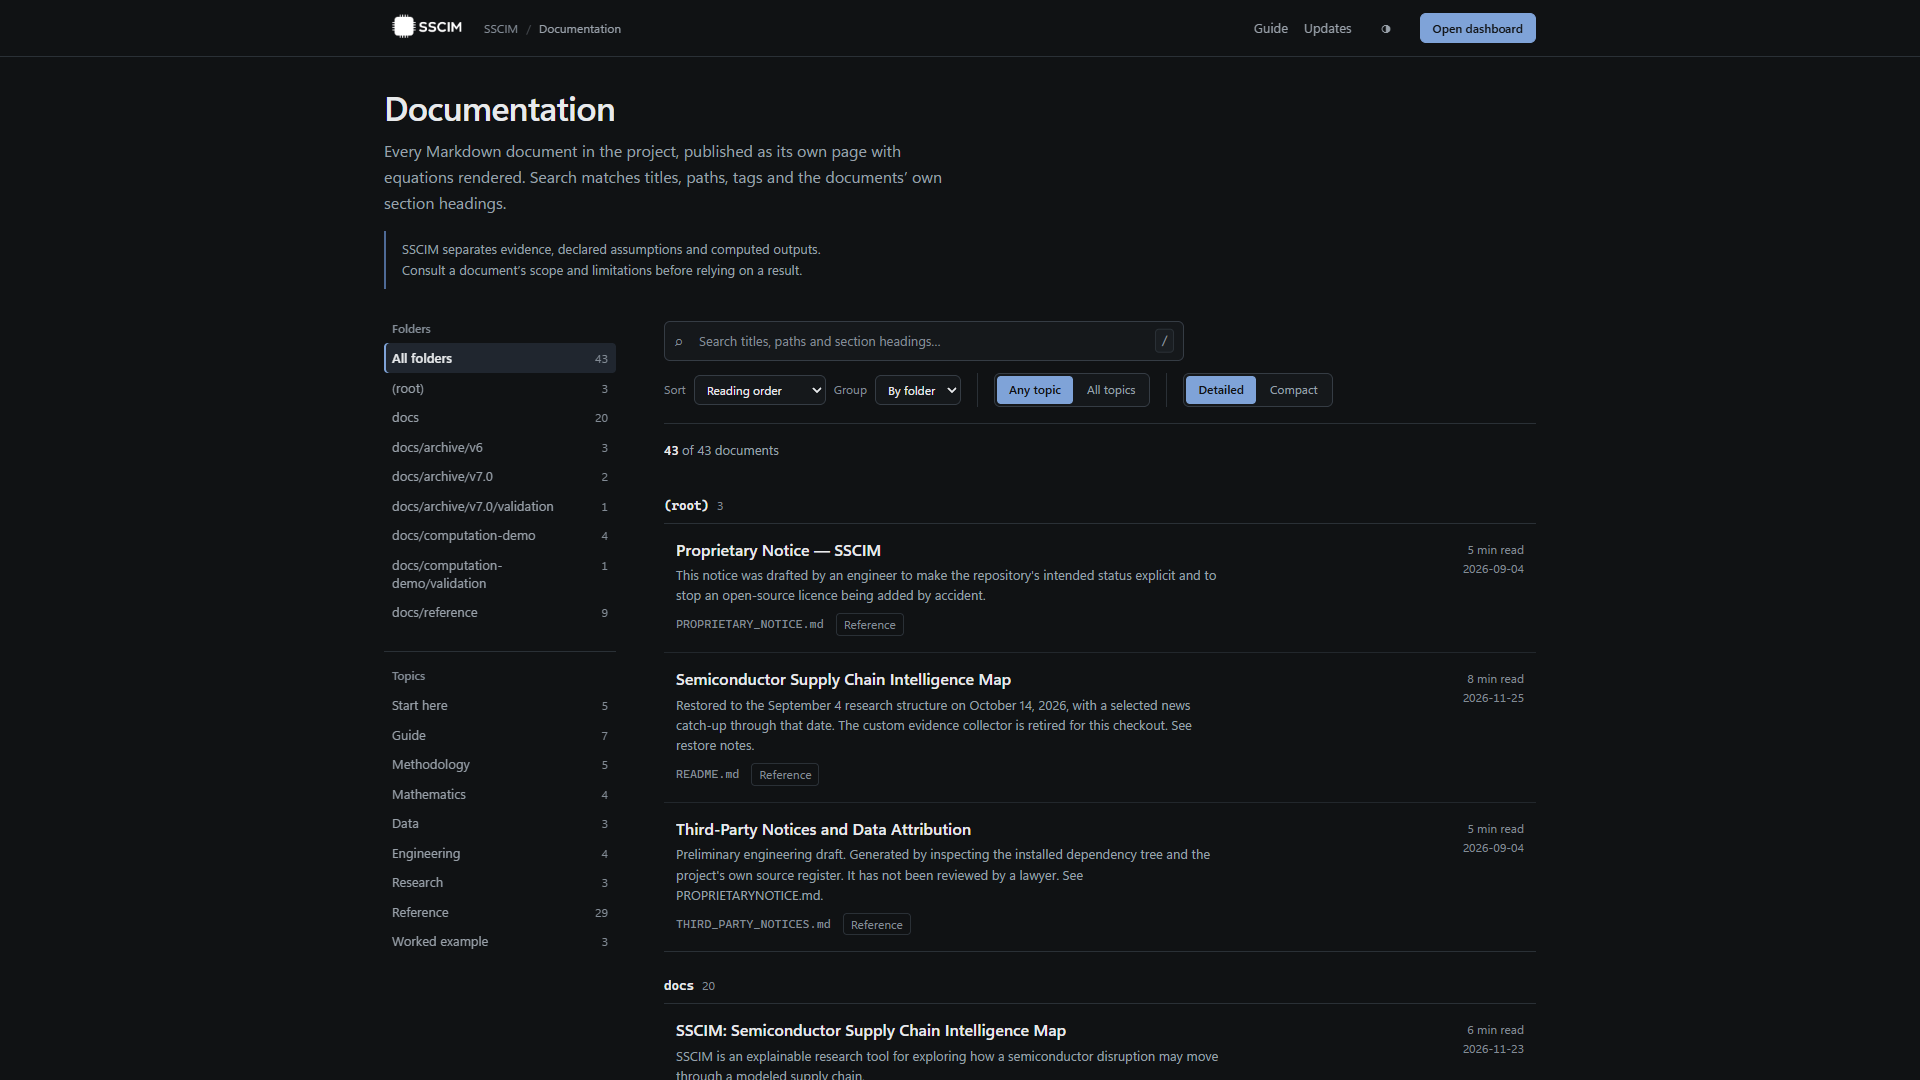 SSCIM
SSCIM / Documentation
Guide
Updates
Open dashboard
Documentation
Every Markdown document in the project, published as its own page with
equations rendered. Search matches titles, paths, tags and the documents’ own
section headings.
SSCIM separates evidence, declared assumptions and computed outputs.
Consult a document's scope and limitations before relying on a result.
Folders
All folders 43
(root) 3
docs 20
docs/archive/v6 3
docs/archive/v7.0 2
docs/archive/v7.0/validation 1
docs/computation-demo 4
docs/computation- 1
demo/validation
docs/reference 9
Topics
Start here 5
Guide 7
Methodology 5
Mathematics 4
Data 3
Engineering 4
Research 3
Reference 29
Worked example 3
Search titles, paths and section headings... /
Sort Reading order Group By folder Any topic All topics Detailed Compact
43 of 43 documents
(root) 3
Proprietary Notice — SSCIM
5 min read
This notice was drafted by an engineer to make the repository's intended status explicit and to
2026-09-04
stop an open-source licence being added by accident.
PROPRIETARY_NOTICE.md Reference
Semiconductor Supply Chain Intelligence Map
8 min read
Restored to the September 4 research structure on October 14, 2026, with a selected news
2026-11-25
catch-up through that date. The custom evidence collector is retired for this checkout. See
restore notes.
README.md Reference
Third-Party Notices and Data Attribution
5 min read
Preliminary engineering draft. Generated by inspecting the installed dependency tree and the
2026-09-04
project's own source register. It has not been reviewed by a lawyer. See
PROPRIETARYNOTICE.md.
THIRD_PARTY_NOTICES.md Reference
docs 20
SSCIM: Semiconductor Supply Chain Intelligence Map
6 min read
SSCIM is an explainable research tool for exploring how a semiconductor disruption may move
2026-11-23
through a modeled supply chain.